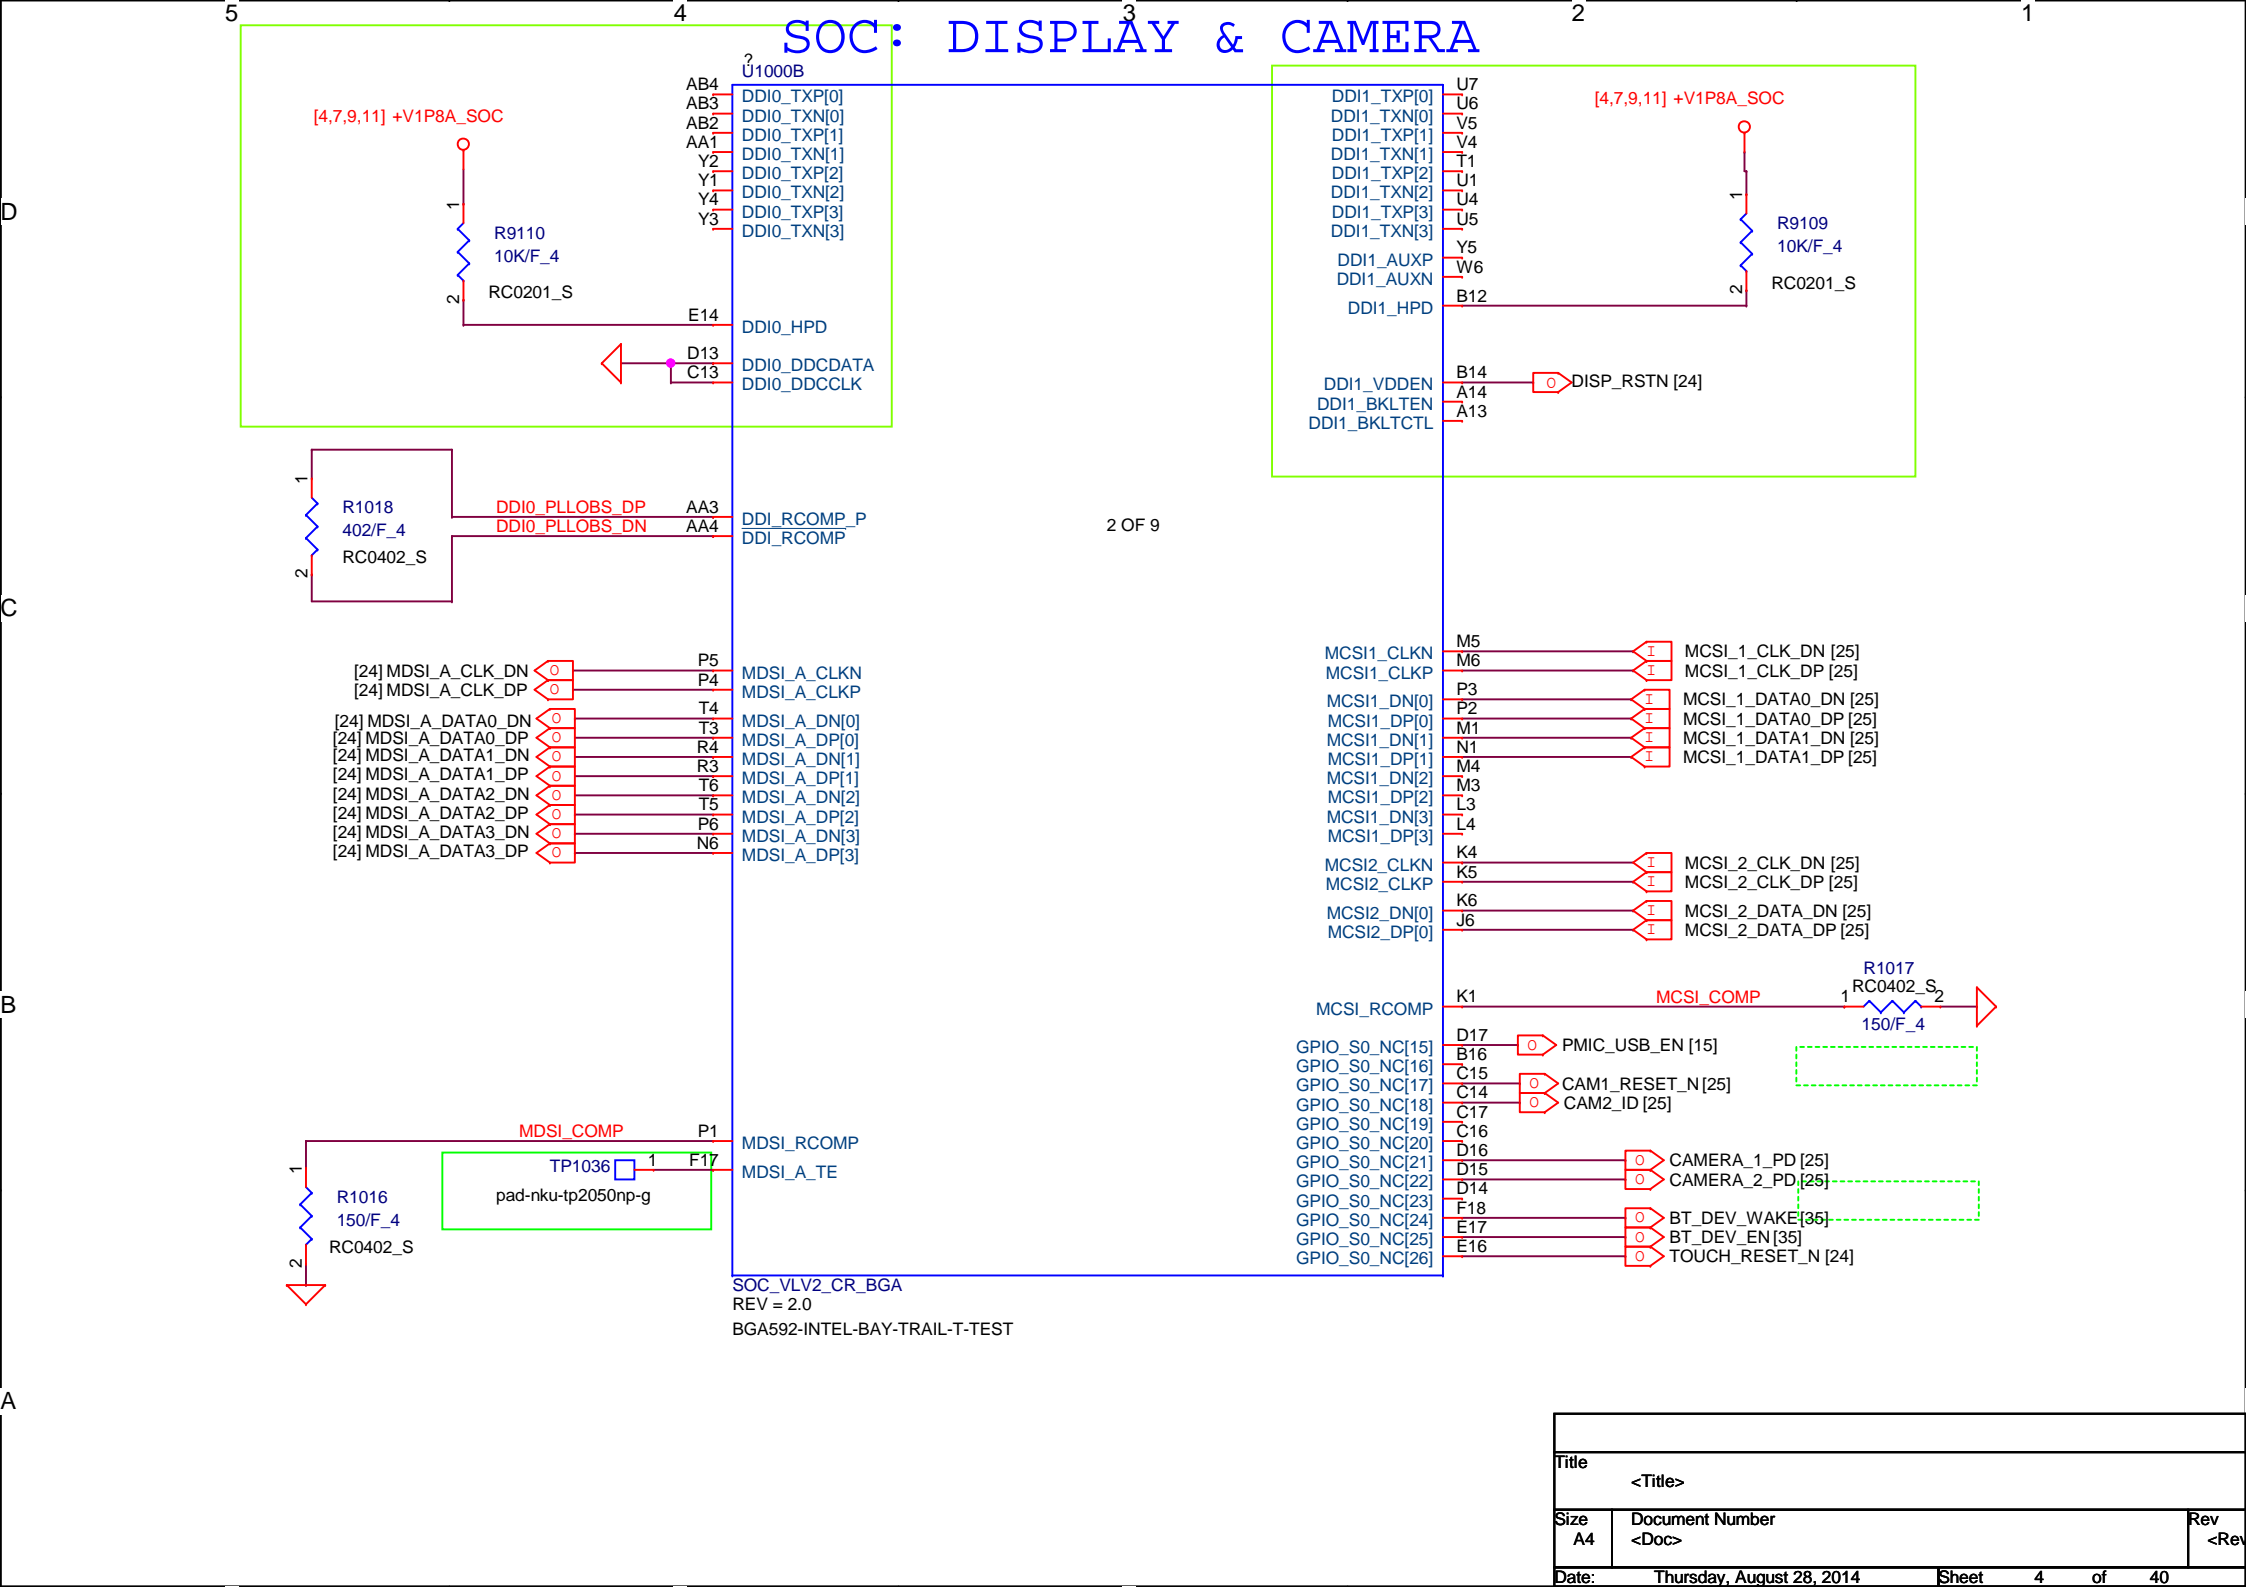 5 4 3 2 1
SOC: DISPLAY & CAMERA
D
C
B
A
?
U1000B
[4,7,9,11] +V1P8A_SOC
1
R9110
10K/F_4
RC0201_S
2
AB4 DDI0_TXP[0]
AB3 DDI0_TXN[0]
AB2 DDI0_TXP[1]
AA1 DDI0_TXN[1]
Y2 DDI0_TXP[2]
Y1 DDI0_TXN[2]
Y4 DDI0_TXP[3]
Y3 DDI0_TXN[3]
E14 DDI0_HPD
D13 DDI0_DDCDATA
C13 DDI0_DDCCLK
1
R1018
402/F_4
RC0402_S
2
DDI0_PLLOBS_DP AA3 DDI_RCOMP_P
DDI0_PLLOBS_DN AA4 DDI_RCOMP
2 OF 9
[24] MDSI_A_CLK_DN O P5 MDSI_A_CLKN
[24] MDSI_A_CLK_DP O P4 MDSI_A_CLKP
[24] MDSI_A_DATA0_DN O T4 MDSI_A_DN[0]
[24] MDSI_A_DATA0_DP O T3 MDSI_A_DP[0]
[24] MDSI_A_DATA1_DN O R4 MDSI_A_DN[1]
[24] MDSI_A_DATA1_DP O R3 MDSI_A_DP[1]
[24] MDSI_A_DATA2_DN O T6 MDSI_A_DN[2]
[24] MDSI_A_DATA2_DP O T5 MDSI_A_DP[2]
[24] MDSI_A_DATA3_DN O P6 MDSI_A_DN[3]
[24] MDSI_A_DATA3_DP O N6 MDSI_A_DP[3]
MDSI_COMP P1 MDSI_RCOMP
TP1036 1 F17 MDSI_A_TE
pad-nku-tp2050np-g
1
R1016
150/F_4
RC0402_S
2
DDI1_TXP[0] U7
DDI1_TXN[0] U6
DDI1_TXP[1] V5
DDI1_TXN[1] V4
DDI1_TXP[2] T1
DDI1_TXN[2] U1
DDI1_TXP[3] U4
DDI1_TXN[3] U5
DDI1_AUXP Y5
DDI1_AUXN W6
DDI1_HPD B12
[4,7,9,11] +V1P8A_SOC
1
R9109
10K/F_4
RC0201_S
2
DDI1_VDDEN B14 O DISP_RSTN [24]
DDI1_BKLTEN A14
DDI1_BKLTCTL A13
MCSI1_CLKN M5 I MCSI_1_CLK_DN [25]
MCSI1_CLKP M6 I MCSI_1_CLK_DP [25]
MCSI1_DN[0] P3 I MCSI_1_DATA0_DN [25]
MCSI1_DP[0] P2 I MCSI_1_DATA0_DP [25]
MCSI1_DN[1] M1 I MCSI_1_DATA1_DN [25]
MCSI1_DP[1] N1 I MCSI_1_DATA1_DP [25]
MCSI1_DN[2] M4
MCSI1_DP[2] M3
MCSI1_DN[3] L3
MCSI1_DP[3] L4
MCSI2_CLKN K4 I MCSI_2_CLK_DN [25]
MCSI2_CLKP K5 I MCSI_2_CLK_DP [25]
MCSI2_DN[0] K6 I MCSI_2_DATA_DN [25]
MCSI2_DP[0] J6 I MCSI_2_DATA_DP [25]
R1017
RC0402_S
MCSI_RCOMP K1 MCSI_COMP 1 2
150/F_4
GPIO_S0_NC[15] D17 O PMIC_USB_EN [15]
GPIO_S0_NC[16] B16
GPIO_S0_NC[17] C15 O CAM1_RESET_N [25]
GPIO_S0_NC[18] C14 O CAM2_ID [25]
GPIO_S0_NC[19] C17
GPIO_S0_NC[20] C16
GPIO_S0_NC[21] D16 O CAMERA_1_PD [25]
GPIO_S0_NC[22] D15 O CAMERA_2_PD [25]
GPIO_S0_NC[23] D14
GPIO_S0_NC[24] F18 O BT_DEV_WAKE [35]
GPIO_S0_NC[25] E17 O BT_DEV_EN [35]
GPIO_S0_NC[26] E16 O TOUCH_RESET_N [24]
SOC_VLV2_CR_BGA
REV = 2.0
BGA592-INTEL-BAY-TRAIL-T-TEST
Title
<Title>
Size Document Number Rev
A4 <Doc> <Rev
Date: Thursday, August 28, 2014 Sheet 4 of 40